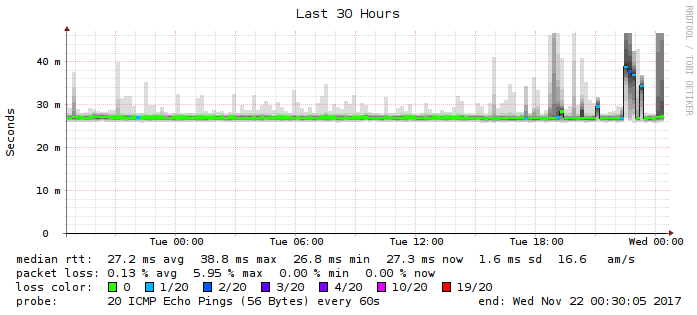 Last 30 Hours
RRDTOOL / TOBI OETIKER
Seconds
40 m
30 m
20 m
10 m
0
Tue 00:00 Tue 06:00 Tue 12:00 Tue 18:00 Wed 00:00
median rtt: 27.2 ms avg 38.8 ms max 26.8 ms min 27.3 ms now 1.6 ms sd 16.6 am/s
packet loss: 0.13 % avg 5.95 % max 0.00 % min 0.00 % now
loss color: 0 1/20 2/20 3/20 4/20 10/20 19/20
probe: 20 ICMP Echo Pings (56 Bytes) every 60s end: Wed Nov 22 00:30:05 2017